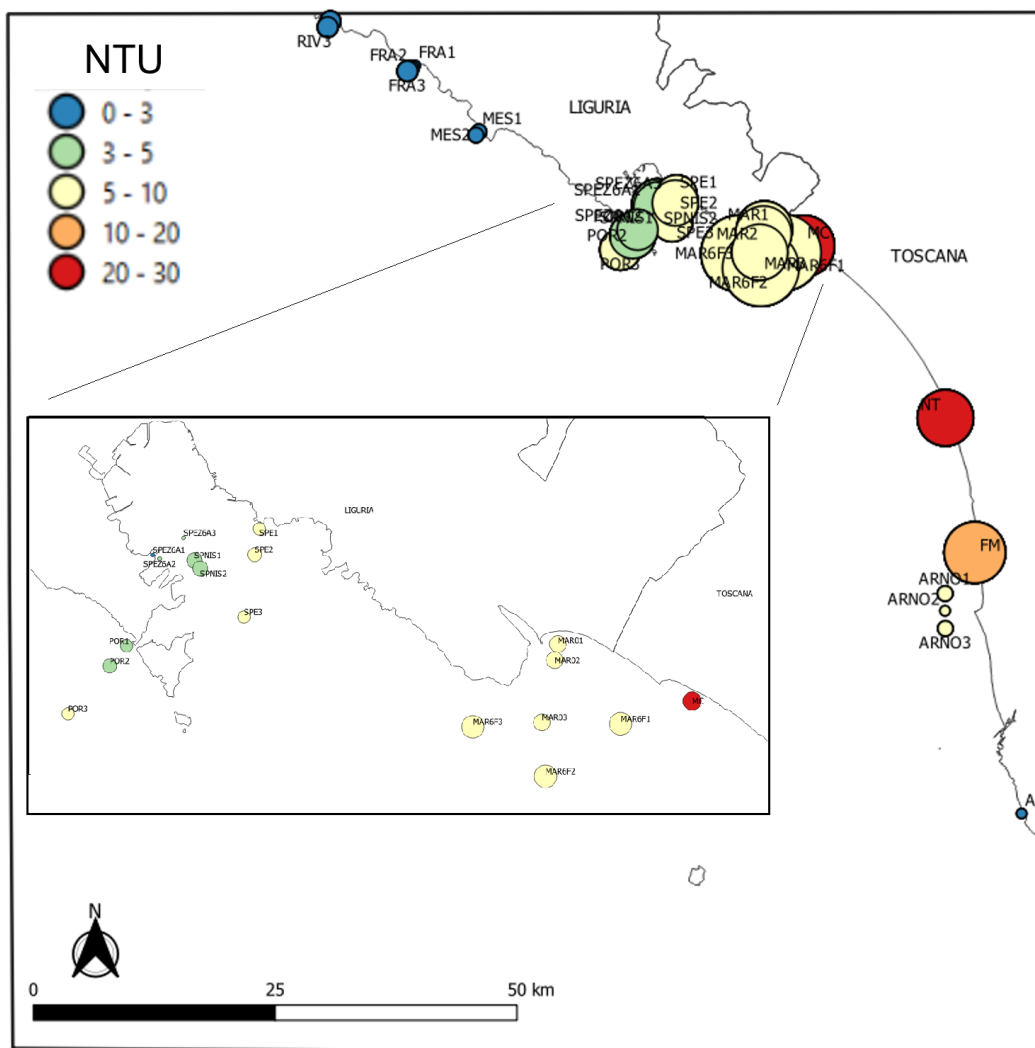 RIV3
NTU
0 - 3
3 - 5
5 - 10
10 - 20
20 - 30
FRA2
FRA1
FRA3
MES1
MES2
LIGURIA
SPEZ6A3
SPE1
SPEZ6A2
SPE2
SPNIS2
SPE3
POR2
POR3
MAR1
MAR2
MC
MAR6F3
MAR6F1
MAR6F2
TOSCANA
NT
FM
ARNO1
ARNO2
ARNO3
A
LIGURIA
SPEZ6A3
SPE1
SPEZ6A1
SPNIS1
SPE2
SPEZ6A2
SPNIS2
TOSCANA
SPE3
POR1
MAR01
POR2
MAR02
MC
POR3
MAR6F3
MAR03
MAR6F1
MAR6F2
N
0
25
50 km